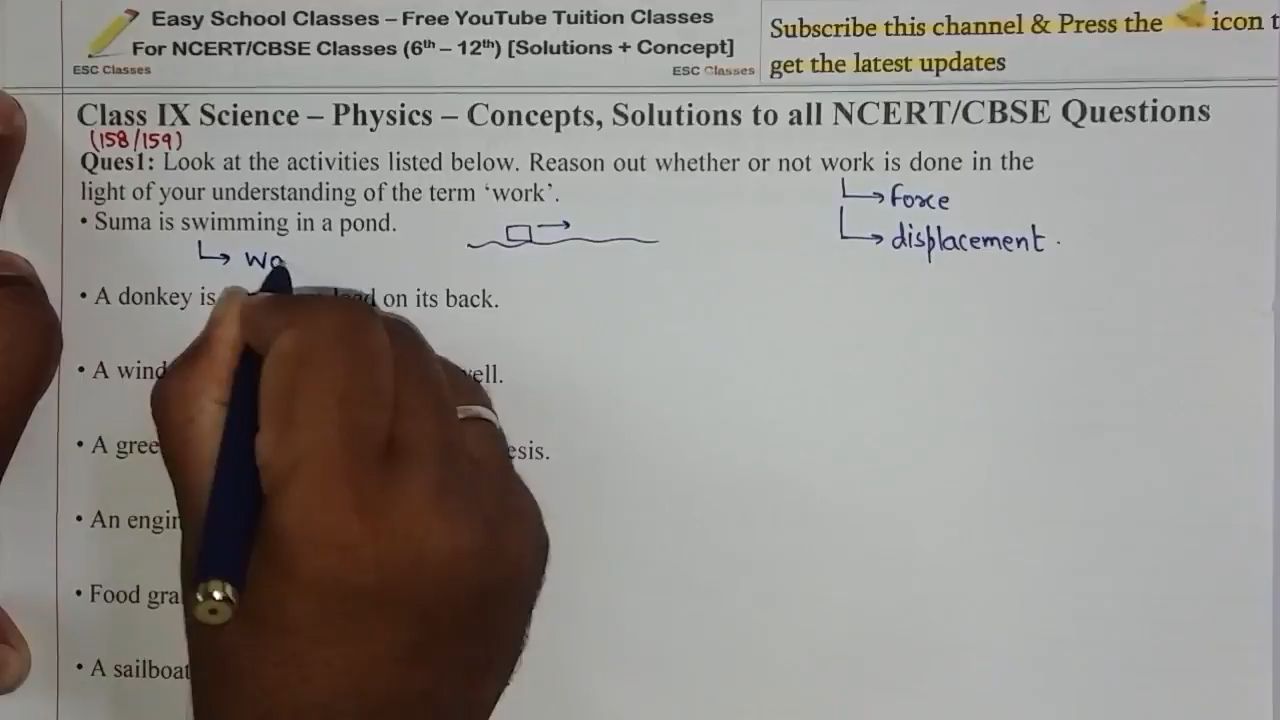 Easy School Classes – Free YouTube Tuition Classes
For NCERT/CBSE Classes (6th – 12th) [Solutions + Concept]
ESC Classes
ESC Classes
Subscribe this channel & Press the icon t
get the latest updates
Class IX Science – Physics – Concepts, Solutions to all NCERT/CBSE Questions
(158/159)
Ques1: Look at the activities listed below. Reason out whether or not work is done in the
light of your understanding of the term ‘work’.
→ force
→ displacement.
• Suma is swimming in a pond.
→ wo
• A donkey is on its back.
• A wind
• A gree
• An engin
• Food gra
• A sailboat